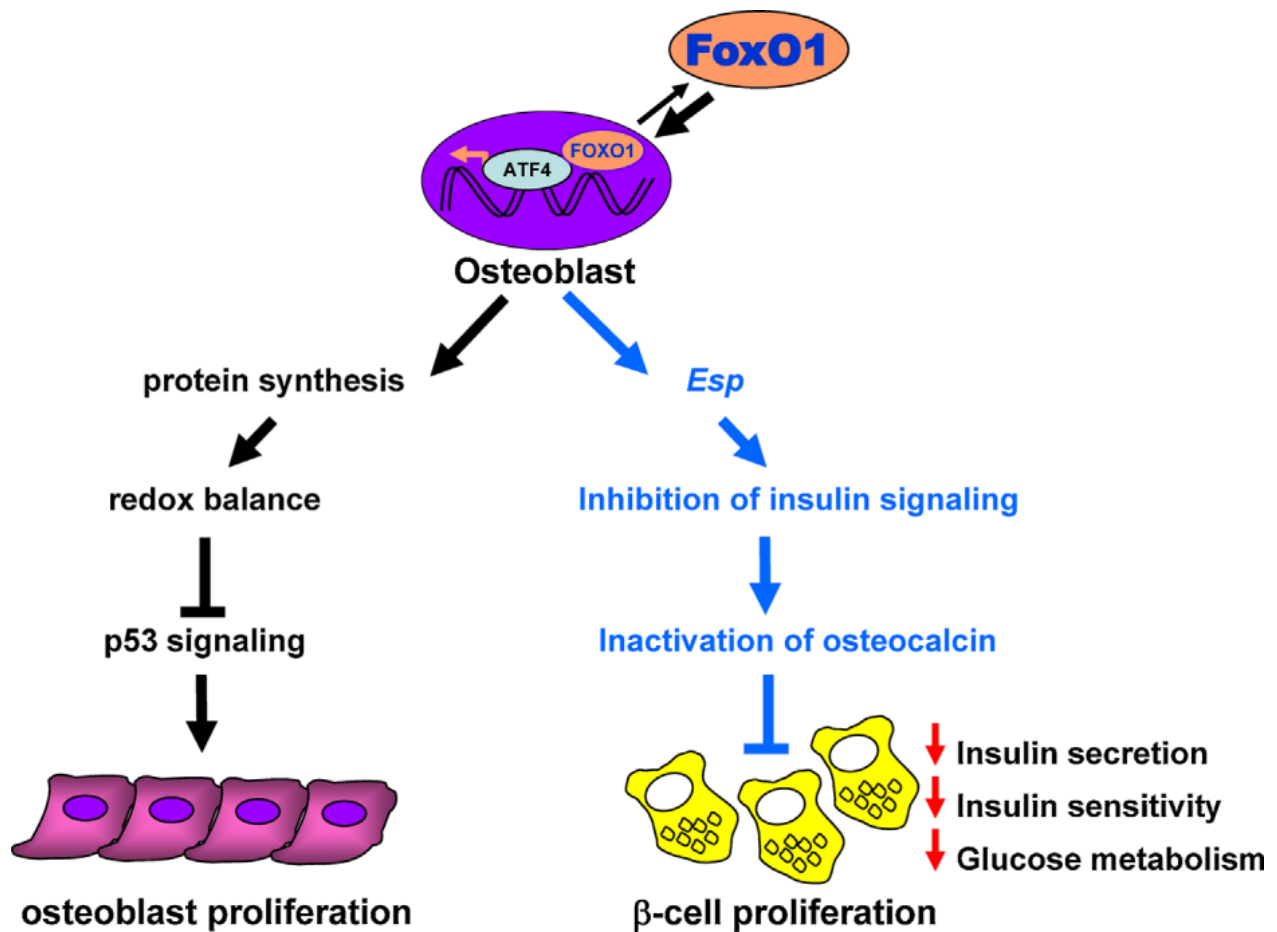 FoxO1
FOXO1
ATF4
Osteoblast
protein synthesis
Esp
redox balance
Inhibition of insulin signaling
p53 signaling
Inactivation of osteocalcin
Insulin secretion
Insulin sensitivity
Glucose metabolism
osteoblast proliferation
β-cell proliferation